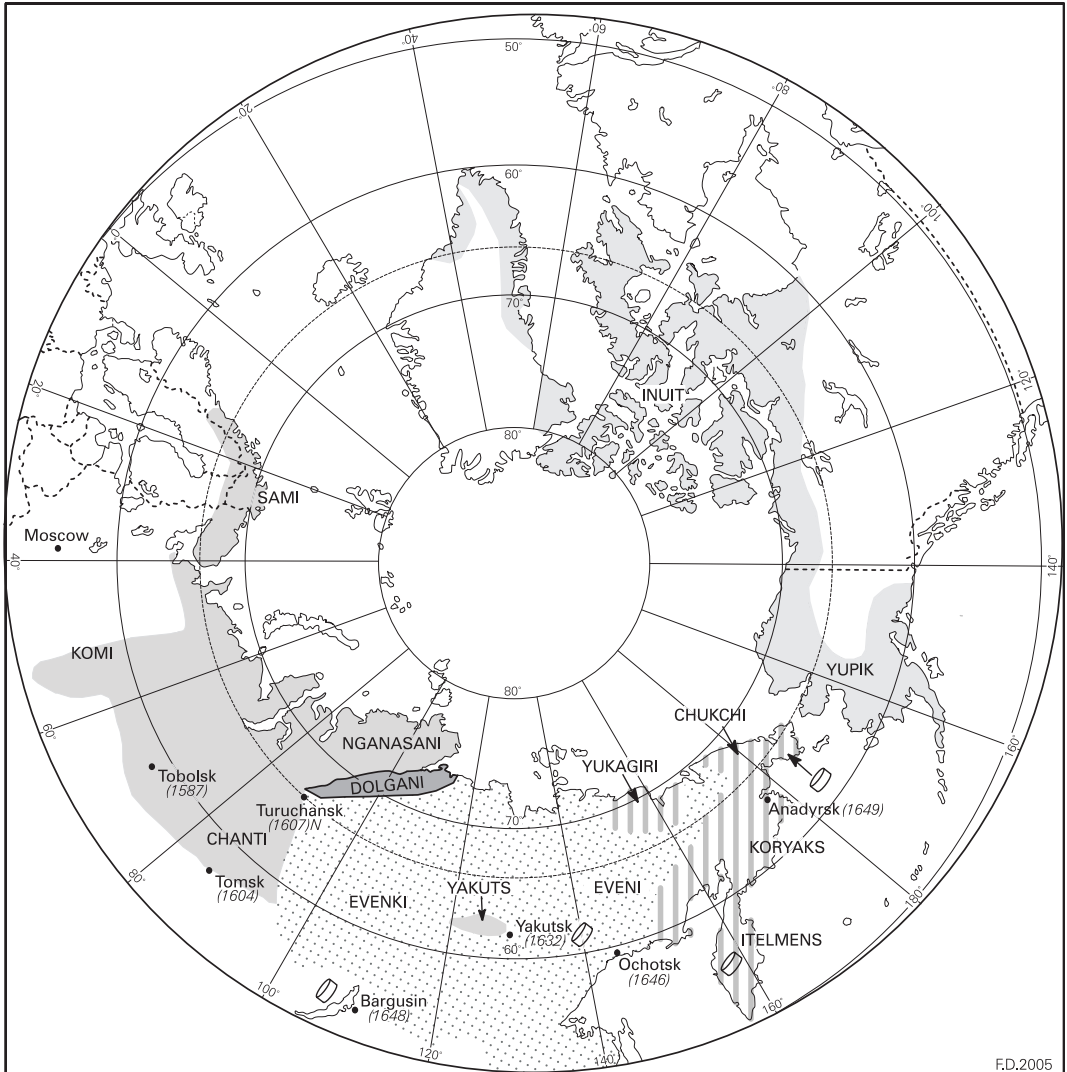 40°
50°
60°
20°
80°
60°
0°
100°
70°
20°
120°
INUIT
80°
SAMI
Moscow
40°
140°
KOMI
YUPIK
80°
CHUKCHI
60°
NGANASANI
YUKAGIRI
160°
Tobolsk
(1587)
DOLGANI
Turuchansk
(1607)N
Anadyrsk (1649)
70°
CHANTI
KORYAKS
80°
Tomsk
(1604)
YAKUTS
EVENI
180°
EVENKI
Yakutsk
(1632)
60°
ITELMENS
Ochotsk
(1646)
100°
Bargusin
(1648)
160°
120°
140°
F.D.2005